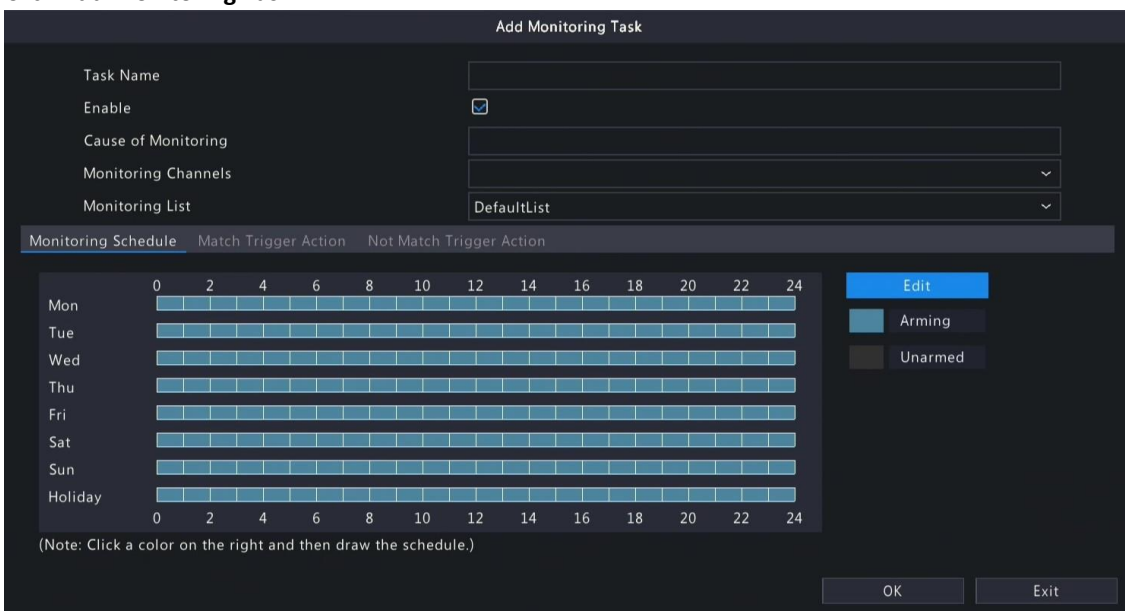 Add Monitoring Task
Task Name
Enable
Cause of Monitoring
Monitoring Channels
Monitoring List DefaultList
Monitoring Schedule Match Trigger Action Not Match Trigger Action
0 2 4 6 8 10 12 14 16 18 20 22 24 Edit
Mon
Arming
Tue
Wed Unarmed
Thu
Fri
Sat
Sun
Holiday
0 2 4 6 8 10 12 14 16 18 20 22 24
(Note: Click a color on the right and then draw the schedule.)
OK Exit